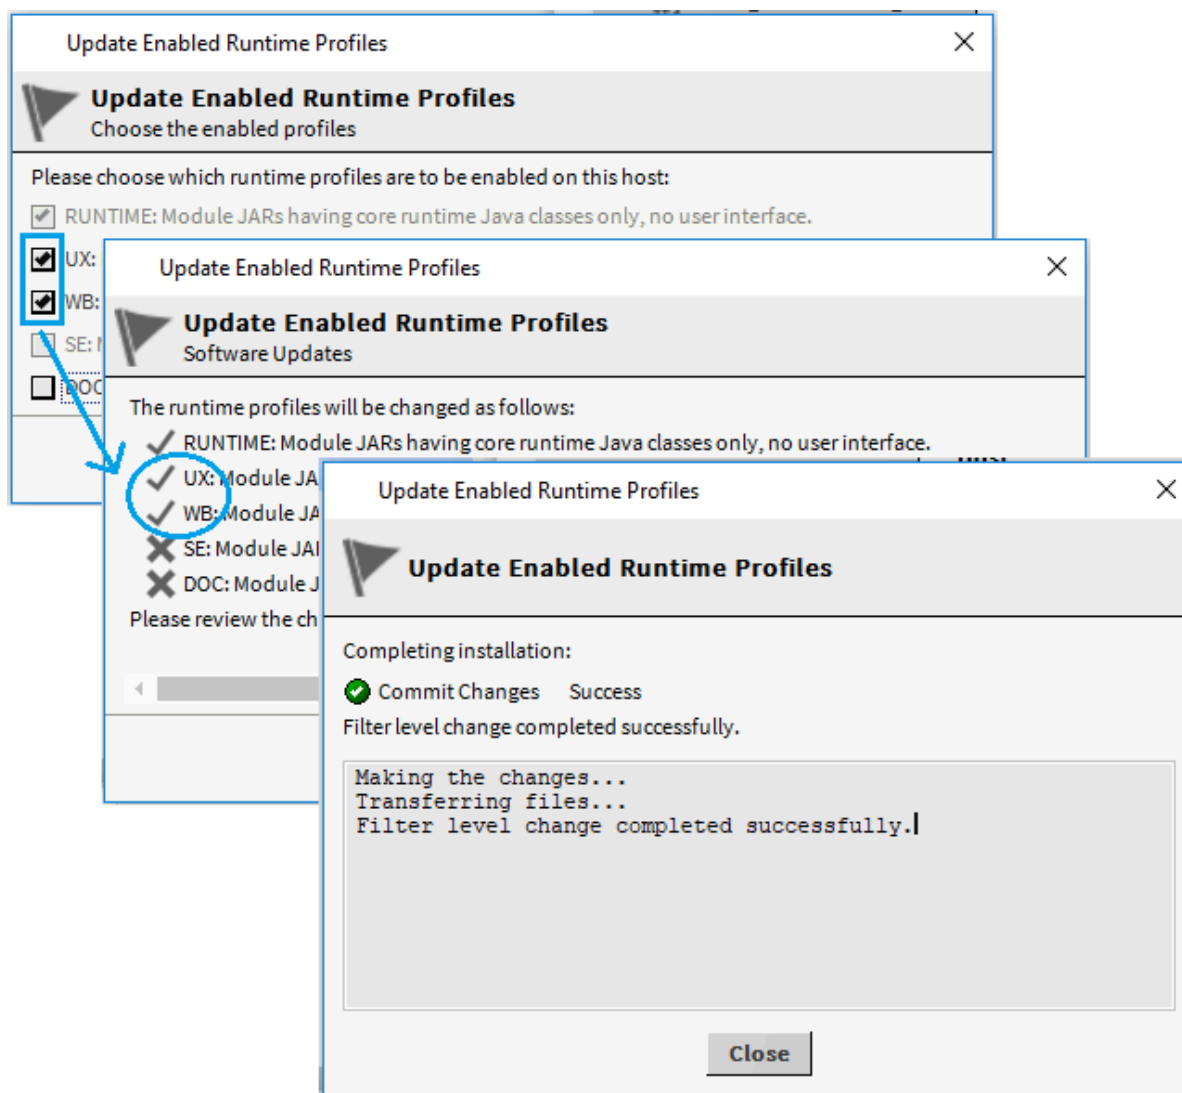 Update Enabled Runtime Profiles
Update Enabled Runtime Profiles
Choose the enabled profiles
Please choose which runtime profiles are to be enabled on this host:
RUNTIME: Module JARs having core runtime Java classes only, no user interface.
UX:
WB:
SE:
DOC
Update Enabled Runtime Profiles
Update Enabled Runtime Profiles
Software Updates
The runtime profiles will be changed as follows:
RUNTIME: Module JARs having core runtime Java classes only, no user interface.
UX: Module JA
WB: Module JA
SE: Module JAI
DOC: Module J
Please review the ch
Update Enabled Runtime Profiles
Update Enabled Runtime Profiles
Completing installation:
Commit Changes Success
Filter level change completed successfully.
Making the changes...
Transferring files...
Filter level change completed successfully.
Close